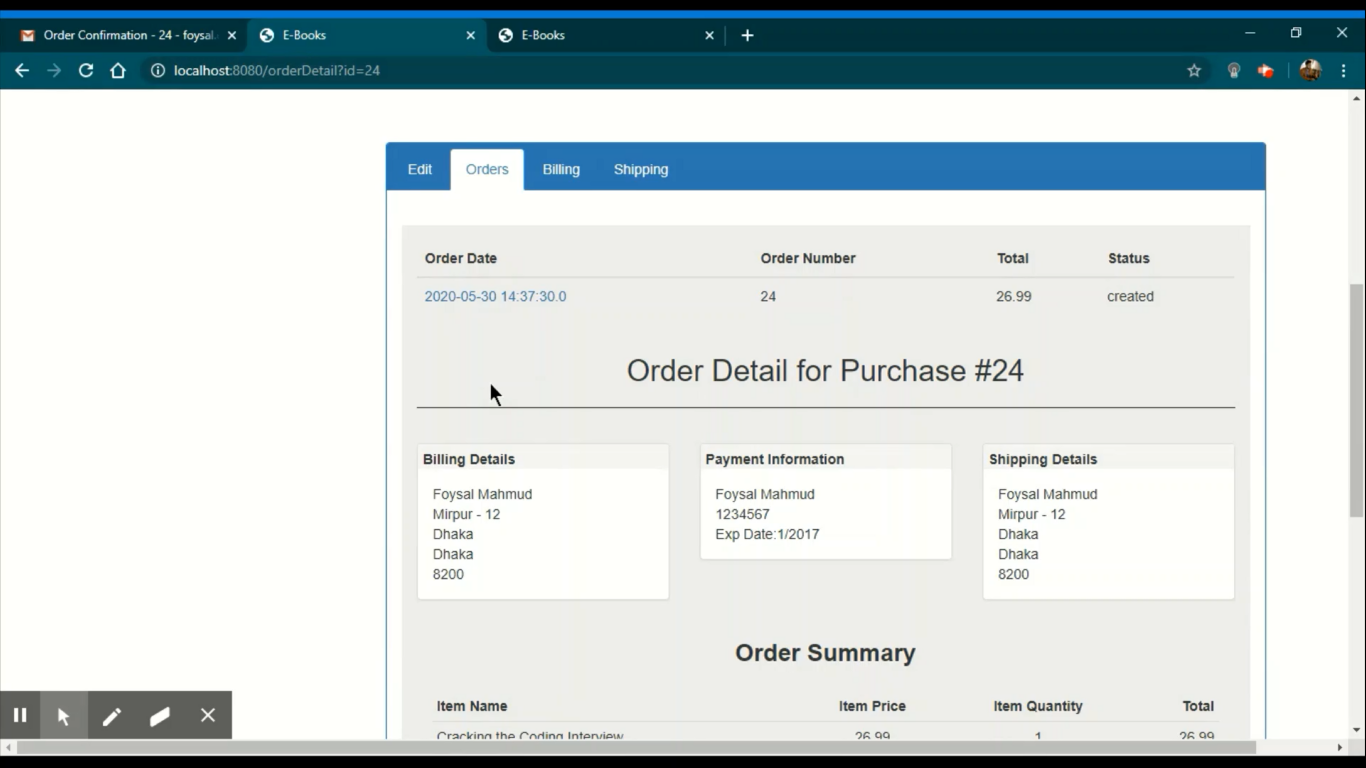 Order Confirmation - 24 - foysal.
E-Books
E-Books
localhost:8080/orderDetail?id=24
Edit Orders Billing Shipping
Order Date Order Number Total Status
2020-05-30 14:37:30.0 24 26.99 created
Order Detail for Purchase #24
Billing Details
Foysal Mahmud
Mirpur - 12
Dhaka
Dhaka
8200
Payment Information
Foysal Mahmud
1234567
Exp Date:1/2017
Shipping Details
Foysal Mahmud
Mirpur - 12
Dhaka
Dhaka
8200
Order Summary
Item Name Item Price Item Quantity Total
Cracking the Coding Interview 26.99 1 26.99